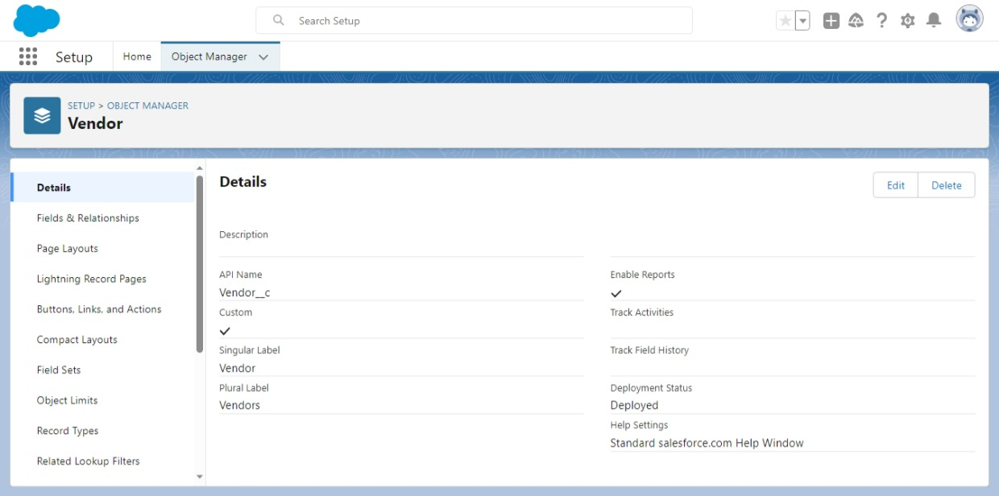 Search Setup
Setup
Home
Object Manager
SETUP > OBJECT MANAGER
Vendor
Details
Fields & Relationships
Page Layouts
Lightning Record Pages
Buttons, Links, and Actions
Compact Layouts
Field Sets
Object Limits
Record Types
Related Lookup Filters
Details
Edit
Delete
Description
API Name
Vendor__c
Custom
Singular Label
Vendor
Plural Label
Vendors
Enable Reports
Track Activities
Track Field History
Deployment Status
Deployed
Help Settings
Standard salesforce.com Help Window